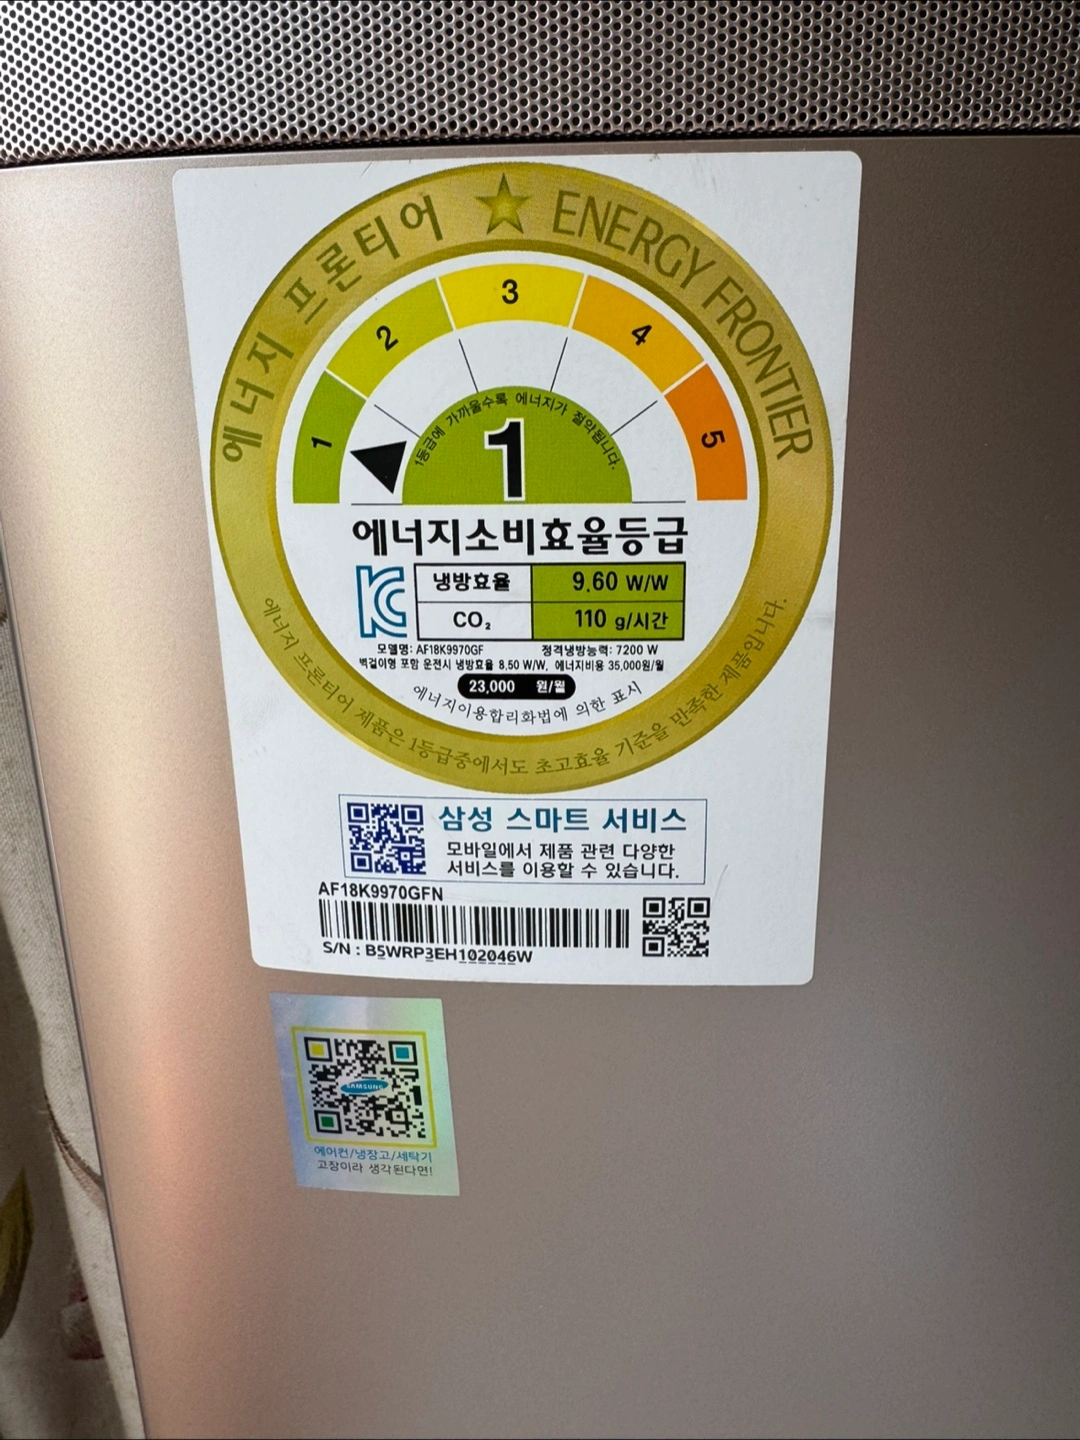 에너지 프론티어 ★ ENERGY FRONTIER
1 2 3 4 5
1등급에 가까울수록 에너지가 절약됩니다.
1
에너지소비효율등급
냉방효율 9.60 W/W
CO₂ 110 g/시간
모델명: AF18K9970GF 정격냉방능력: 7200 W
벽걸이형 포함 운전시 냉방효율 8.50 W/W, 에너지비용 35,000원/월
23,000 원/월
에너지이용합리화법에 의한 표시
에너지 프론티어 제품은 1등급중에서도 초고효율 기준을 만족한 제품입니다.
삼성 스마트 서비스
모바일에서 제품 관련 다양한
서비스를 이용할 수 있습니다.
AF18K9970GFN
S/N : B5WRP3EH102046W
SAMSUNG
에어컨/냉장고/세탁기
고장이라 생각된다면!